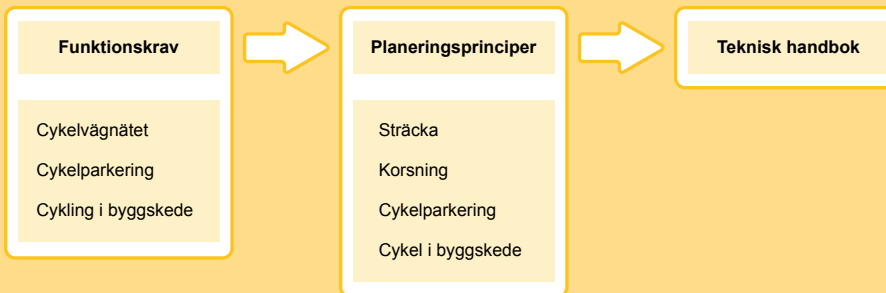 Funktionskrav
Cykelvägnätet
Cykelparkering
Cykling i byggskede
Planeringsprinciper
Sträcka
Korsning
Cykelparkering
Cykel i byggskede
Teknisk handbok